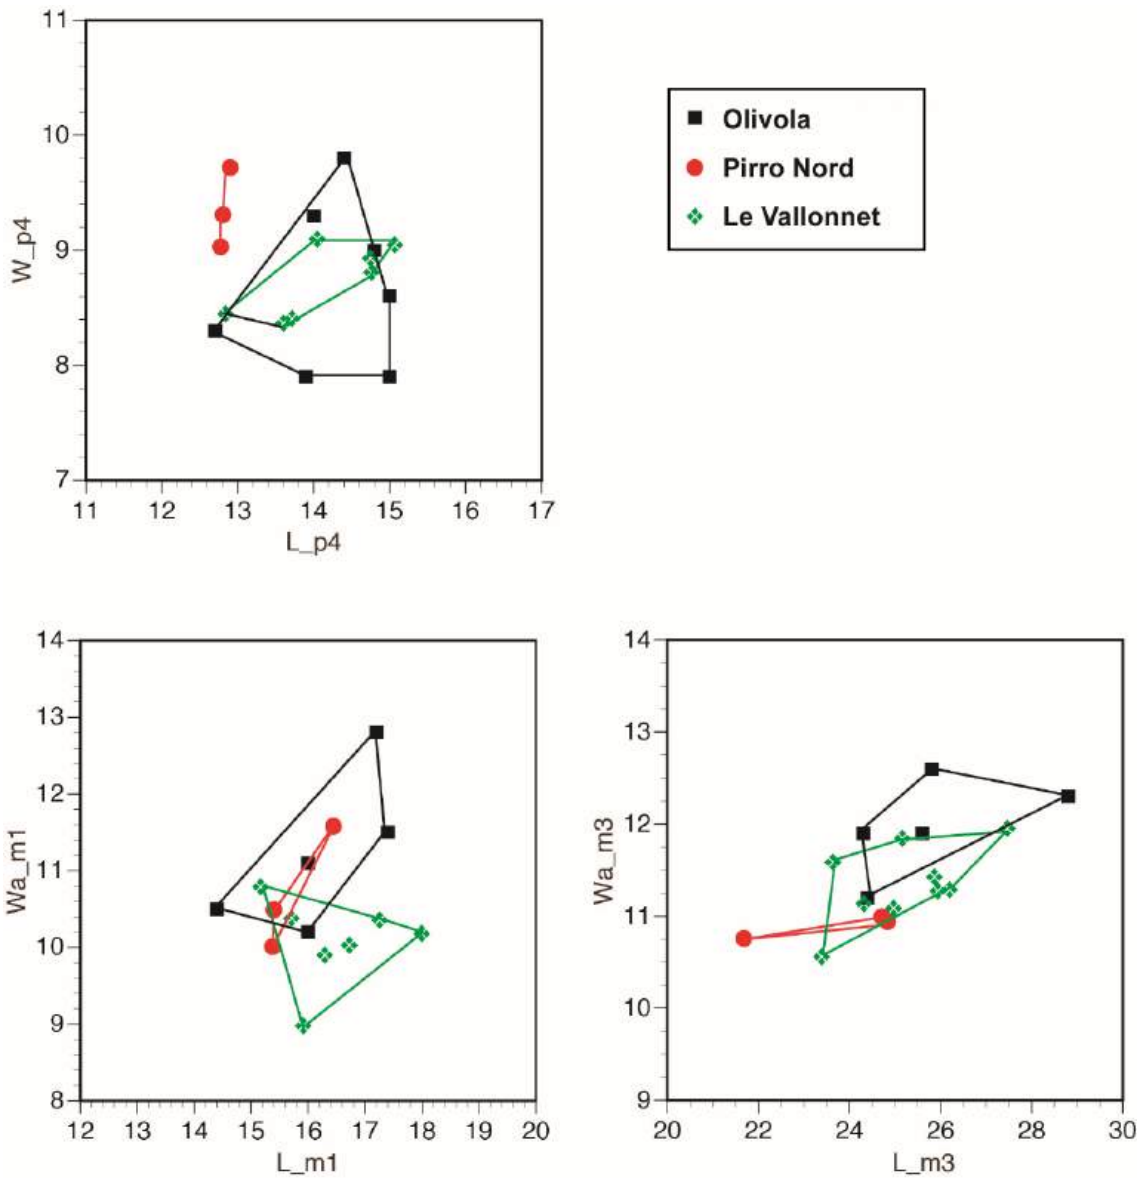 11
10
9
8
7
W_p4
11 12 13 14 15 16 17
L_p4
Olivola
Pirro Nord
Le Vallonnet
14
13
12
11
10
9
8
Wa_m1
12 13 14 15 16 17 18 19 20
L_m1
14
13
12
11
10
9
Wa_m3
20 22 24 26 28 30
L_m3